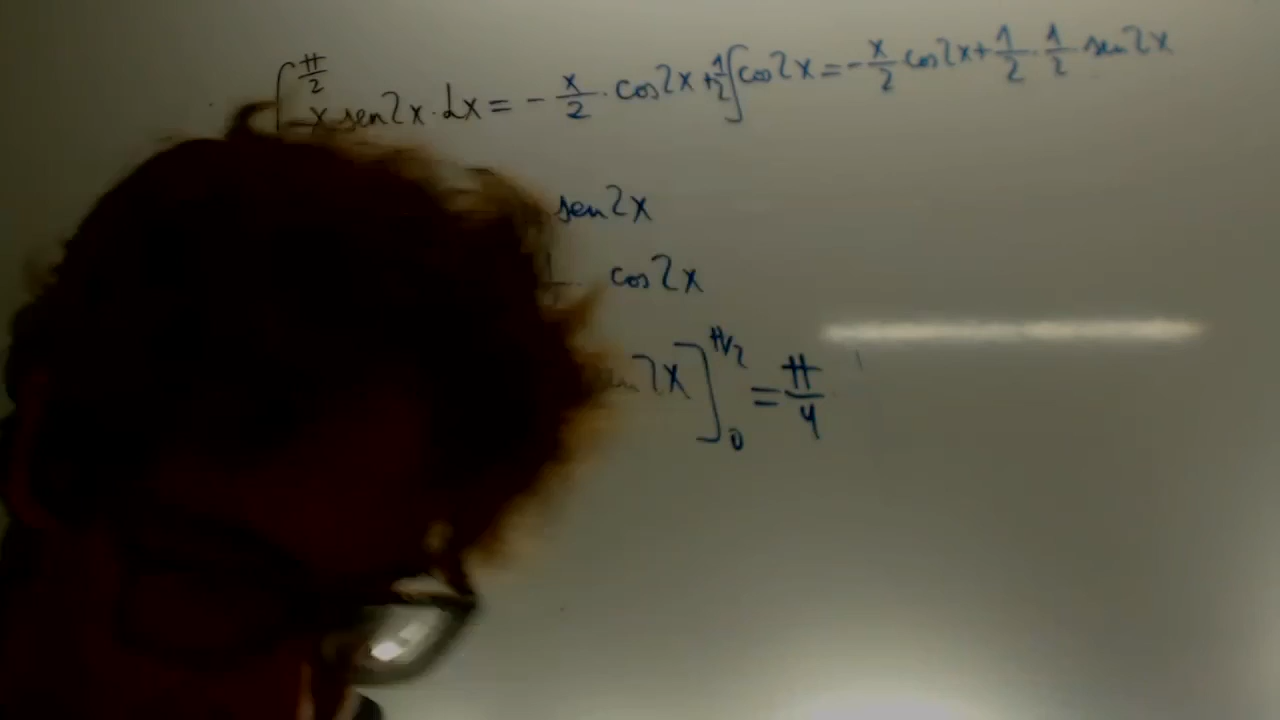 ∫ π/2 x sen2x·dx = - x/2 · cos2x + 1/2 ∫ cos2x = - x/2 cos2x + 1/2 · 1/2 sen2x
sen2x
cos2x
2x ] π/2 0 = π/4